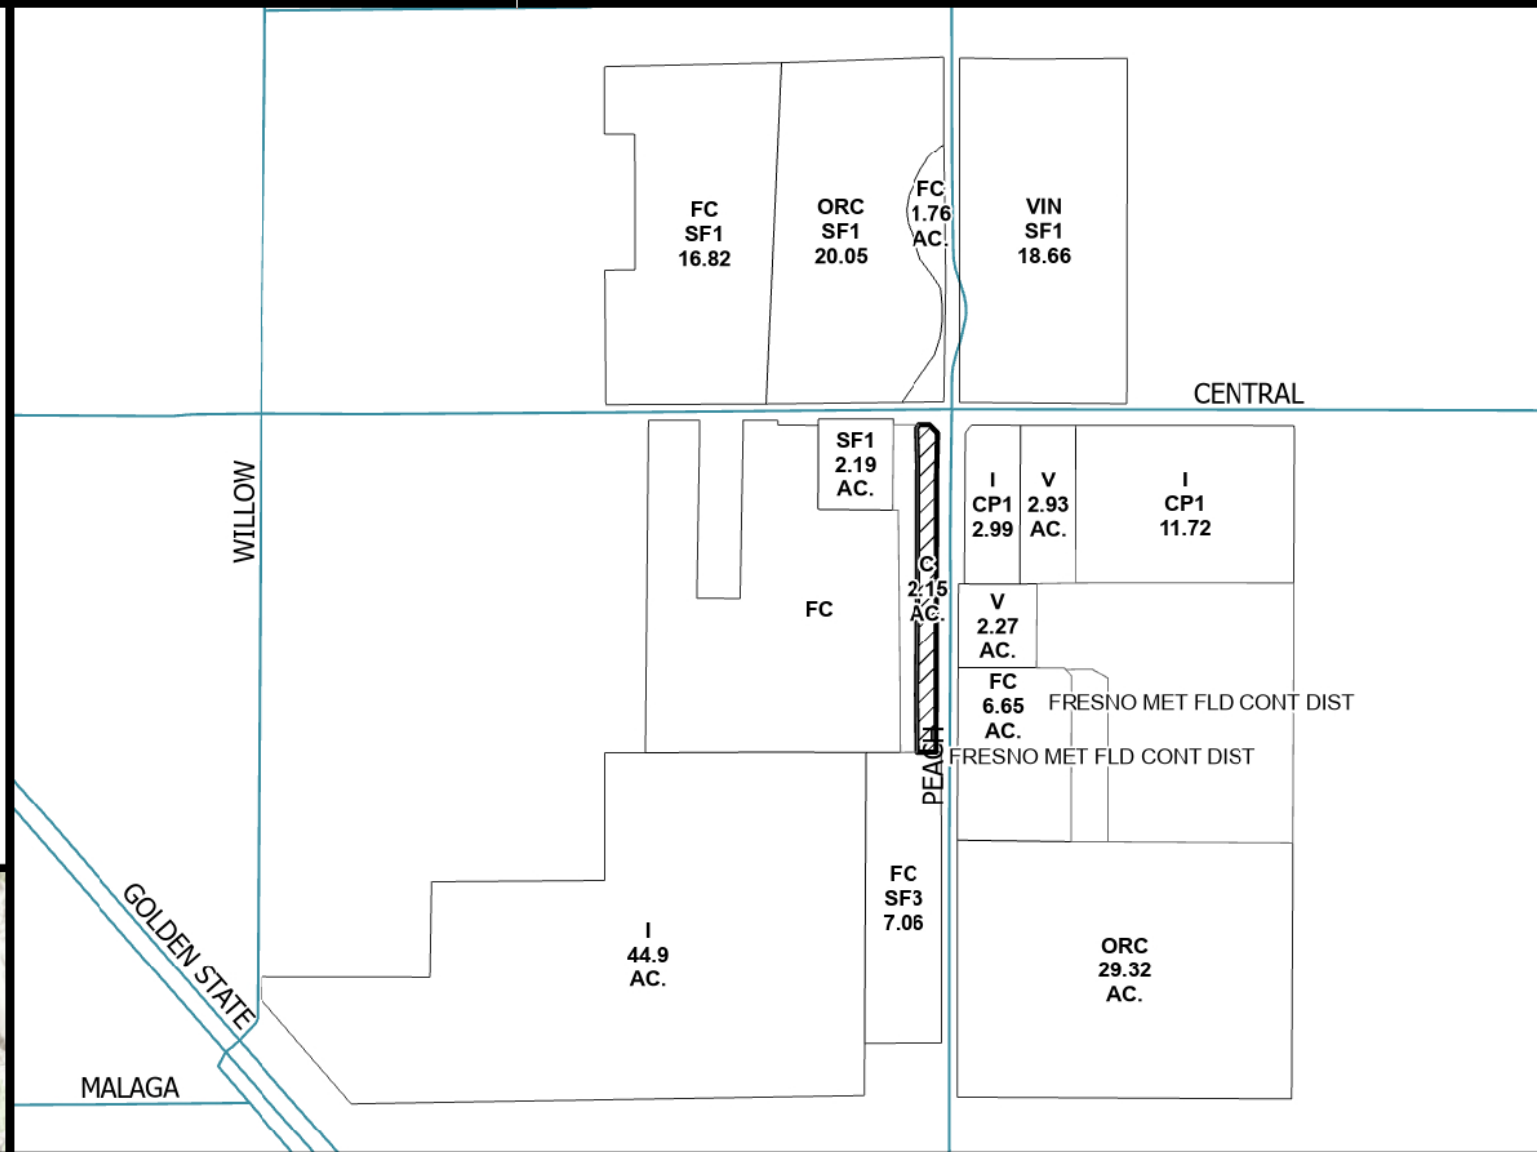 FC
SF1
16.82
ORC
SF1
20.05
FC
1.76
AC.
VIN
SF1
18.66
CENTRAL
WILLOW
SF1
2.19
AC.
FC
C
2.15
AC.
I
CP1
2.99
V
2.93
AC.
I
CP1
11.72
V
2.27
AC.
FC
6.65
AC.
FRESNO MET FLD CONT DIST
FRESNO MET FLD CONT DIST
PEACH
GOLDEN STATE
I
44.9
AC.
FC
SF3
7.06
ORC
29.32
AC.
MALAGA